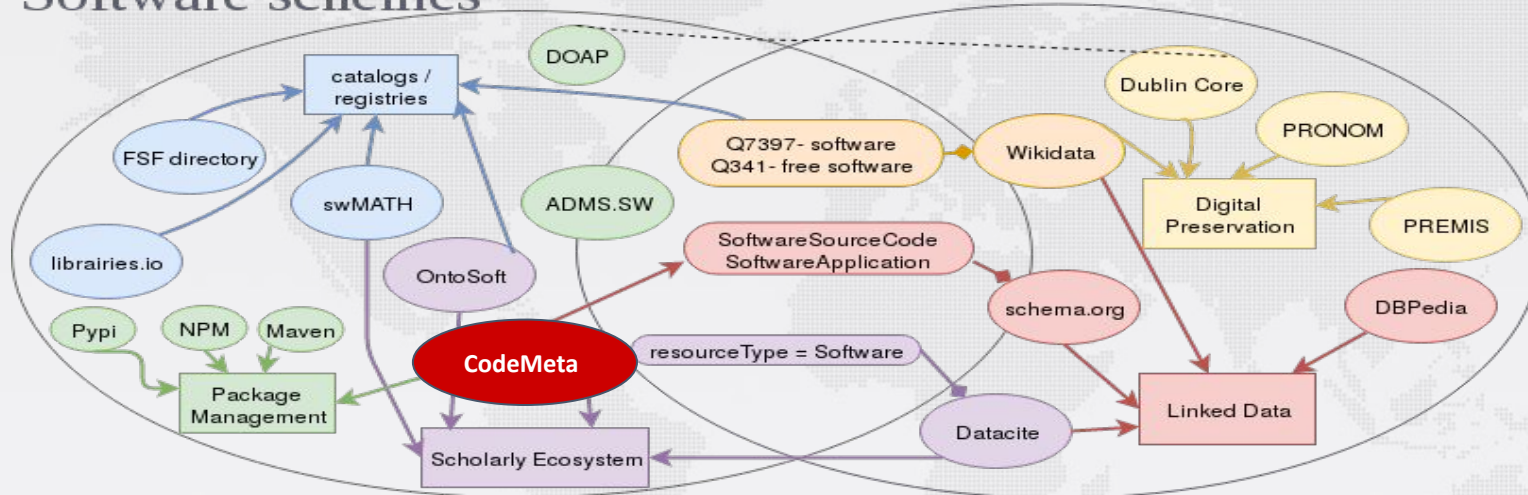 Software schemes
DOAP
catalogs /
registries
Dublin Core
PRONOM
FSF directory
Q7397- software
Q341- free software
Wikidata
swMATH
ADMS.SW
Digital
Preservation
PREMIS
librairies.io
OntoSoft
SoftwareSourceCode
SoftwareApplication
schema.org
DBPedia
Pypi
NPM
Maven
CodeMeta
resourceType = Software
Package
Management
Linked Data
Datacite
Scholarly Ecosystem